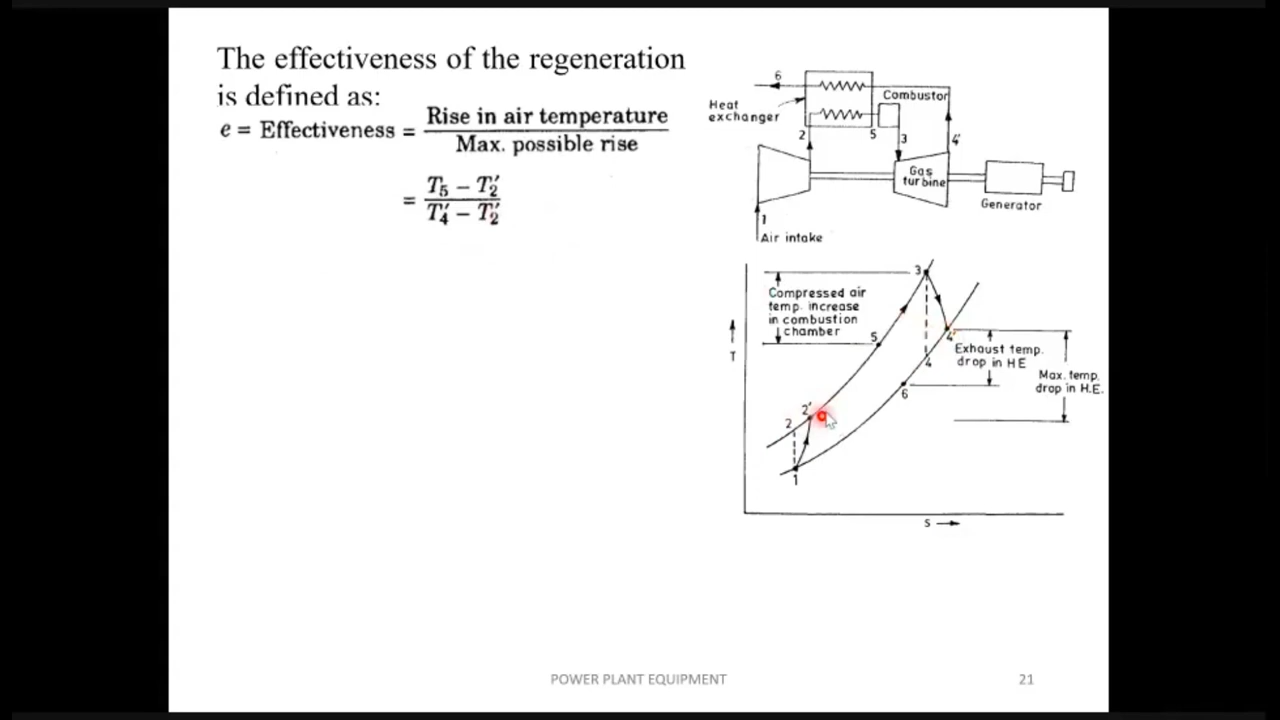 The effectiveness of the regeneration
is defined as:
e = Effectiveness = Rise in air temperature / Max. possible rise
= T5 – T2′ / T4′ – T2′
6
Heat
exchanger
Combustor
2
5
3
4′
Gas
turbine
Generator
1
Air intake
3
Compressed air
temp. increase
in combustion
chamber
5
4′
T
Exhaust temp.
drop in HE
4
Max. temp.
drop in H.E.
6
2′
2
1
S
POWER PLANT EQUIPMENT
21